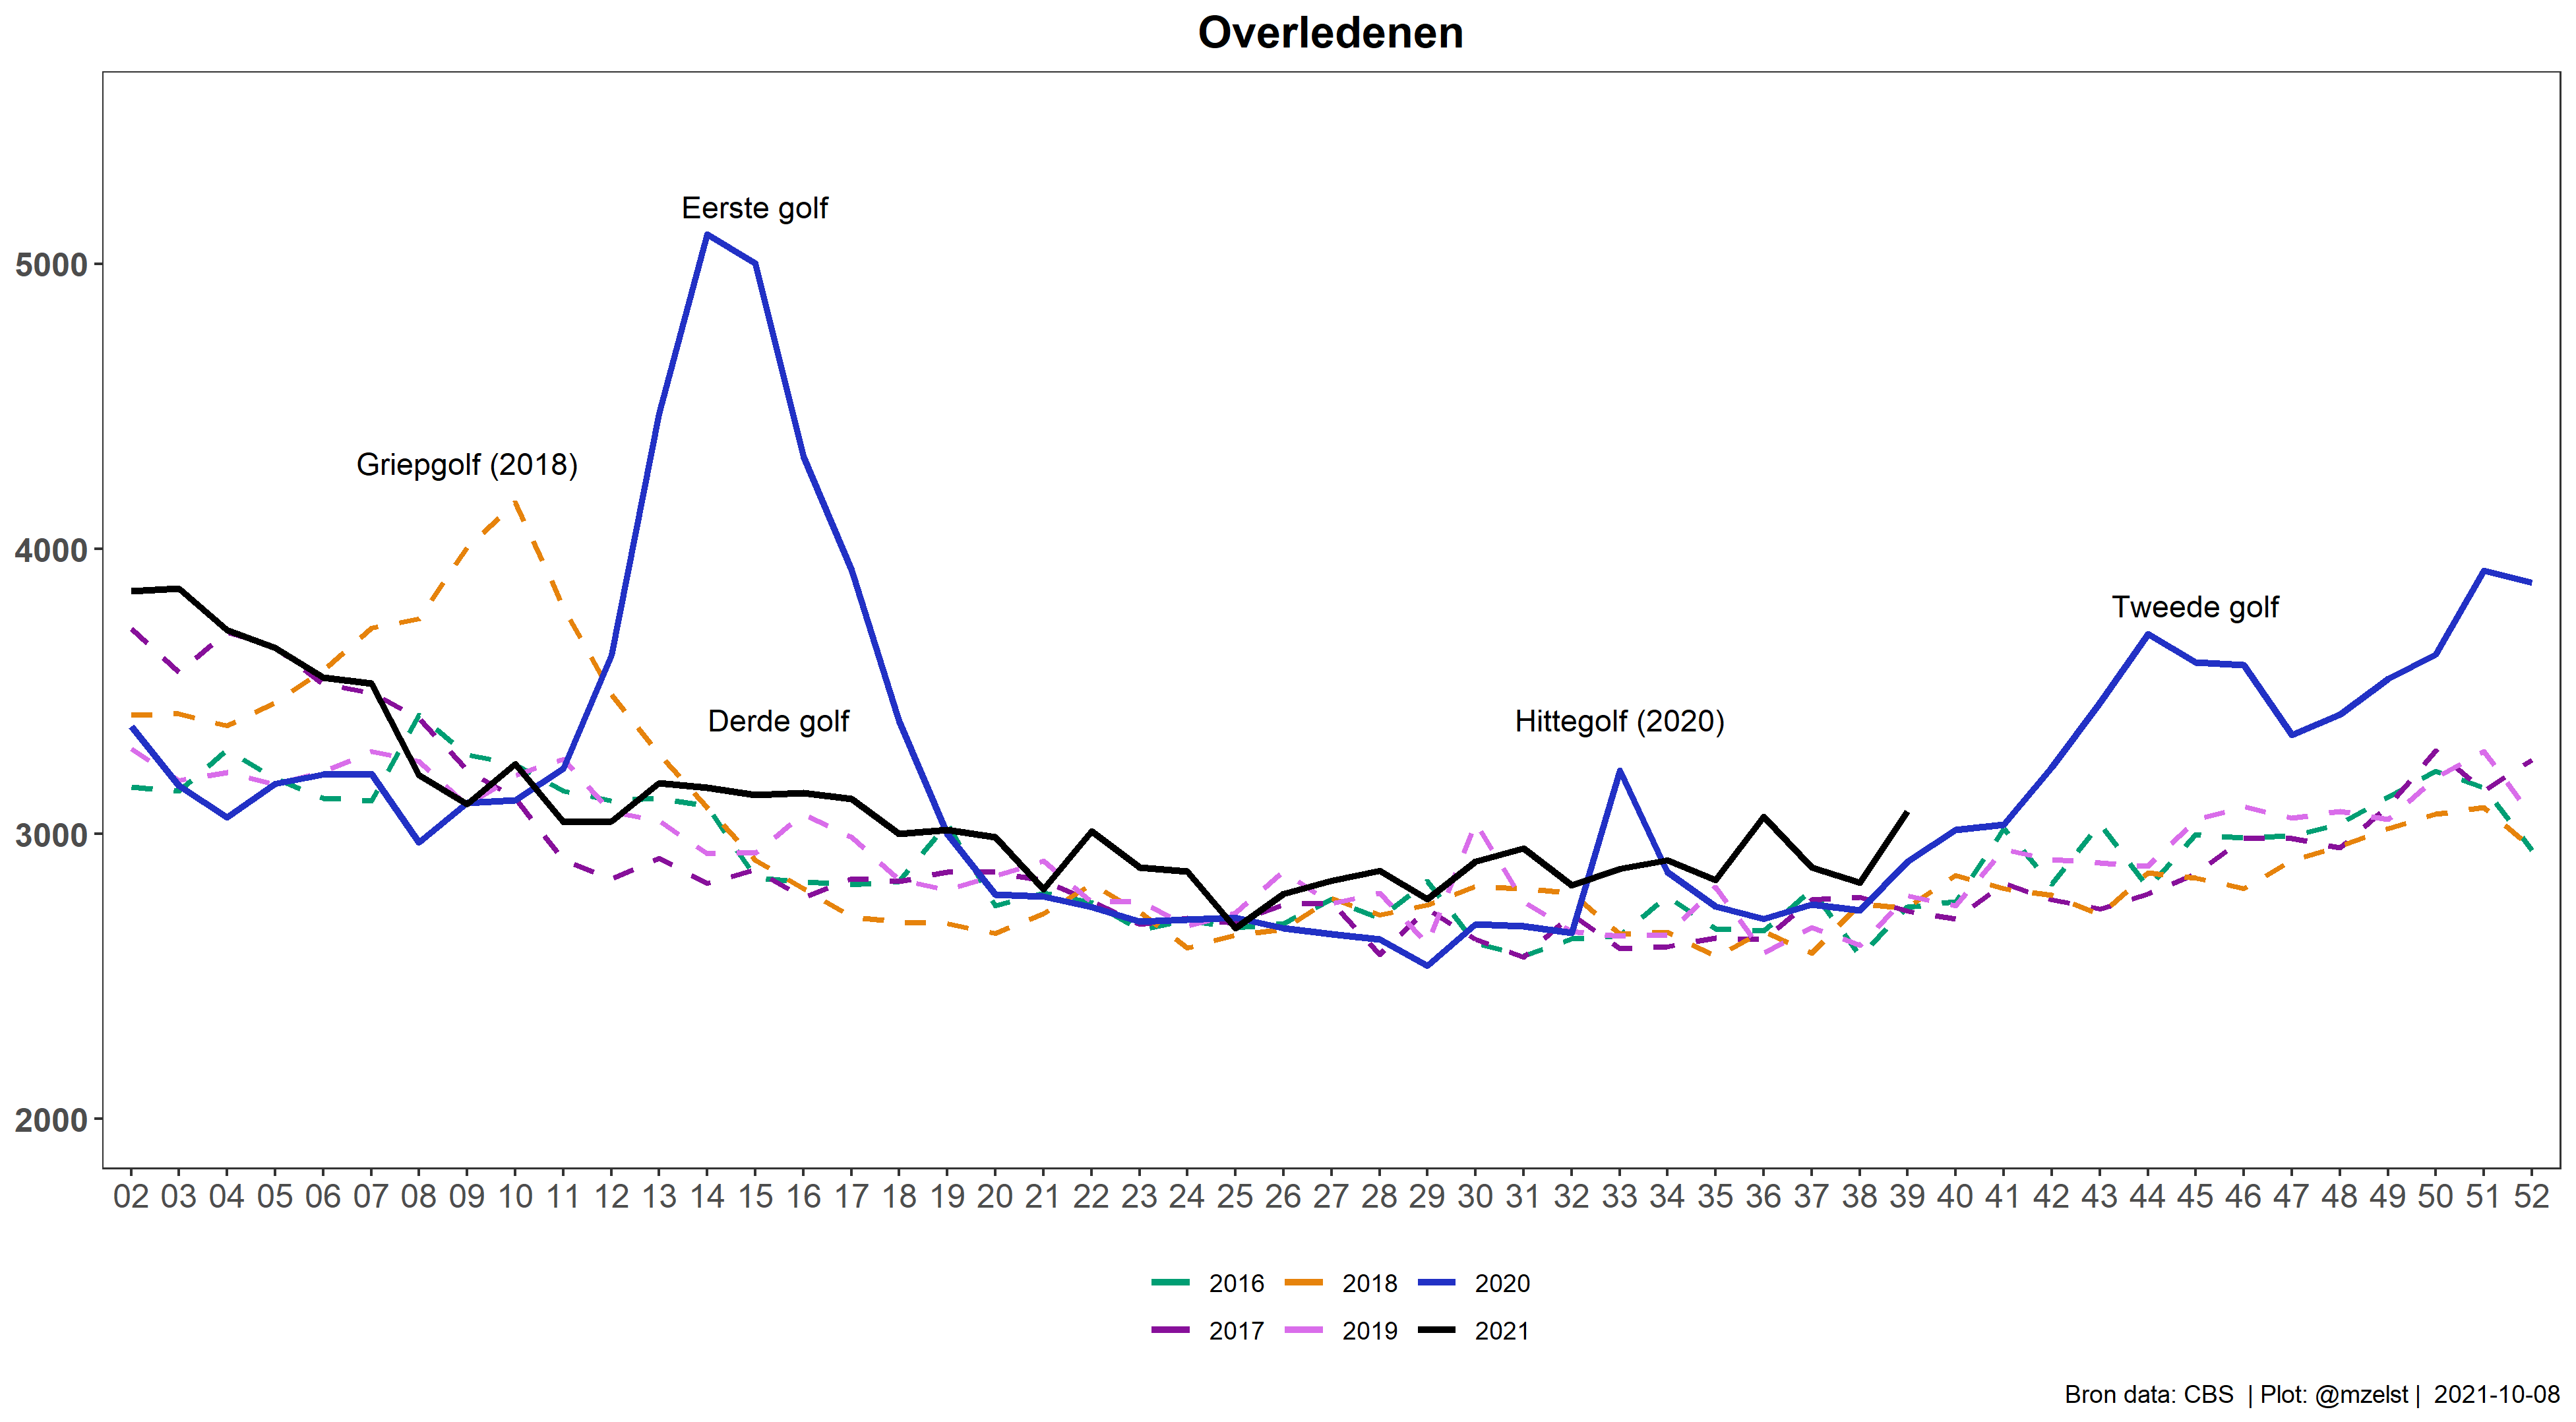 Overledenen
Eerste golf
5000
Griepgolf (2018)
4000
Tweede golf
Derde golf
Hittegolf (2020)
3000
2000
02 03 04 05 06 07 08 09 10 11 12 13 14 15 16 17 18 19 20 21 22 23 24 25 26 27 28 29 30 31 32 33 34 35 36 37 38 39 40 41 42 43 44 45 46 47 48 49 50 51 52
2016 2018 2020
2017 2019 2021
Bron data: CBS | Plot: @mzelst | 2021-10-08